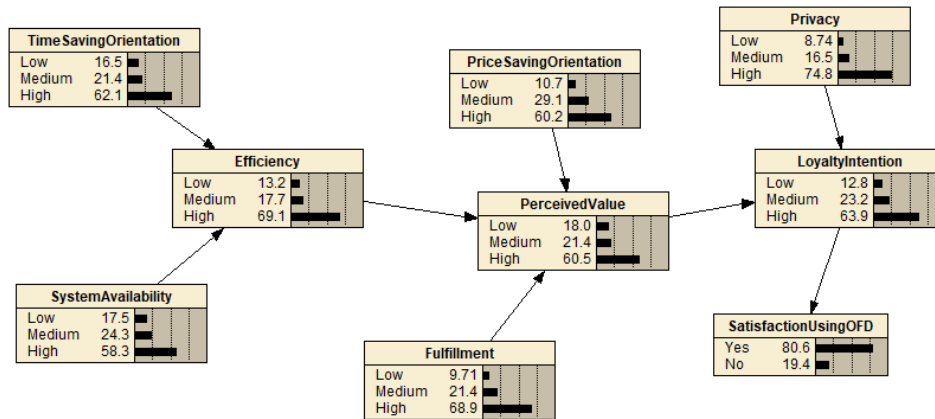 TimeSavingOrientation
Low 16.5
Medium 21.4
High 62.1
PriceSavingOrientation
Low 10.7
Medium 29.1
High 60.2
Privacy
Low 8.74
Medium 16.5
High 74.8
Efficiency
Low 13.2
Medium 17.7
High 69.1
PerceivedValue
Low 18.0
Medium 21.4
High 60.5
LoyaltyIntention
Low 12.8
Medium 23.2
High 63.9
SystemAvailability
Low 17.5
Medium 24.3
High 58.3
Fulfillment
Low 9.71
Medium 21.4
High 68.9
SatisfactionUsingOFD
Yes 80.6
No 19.4